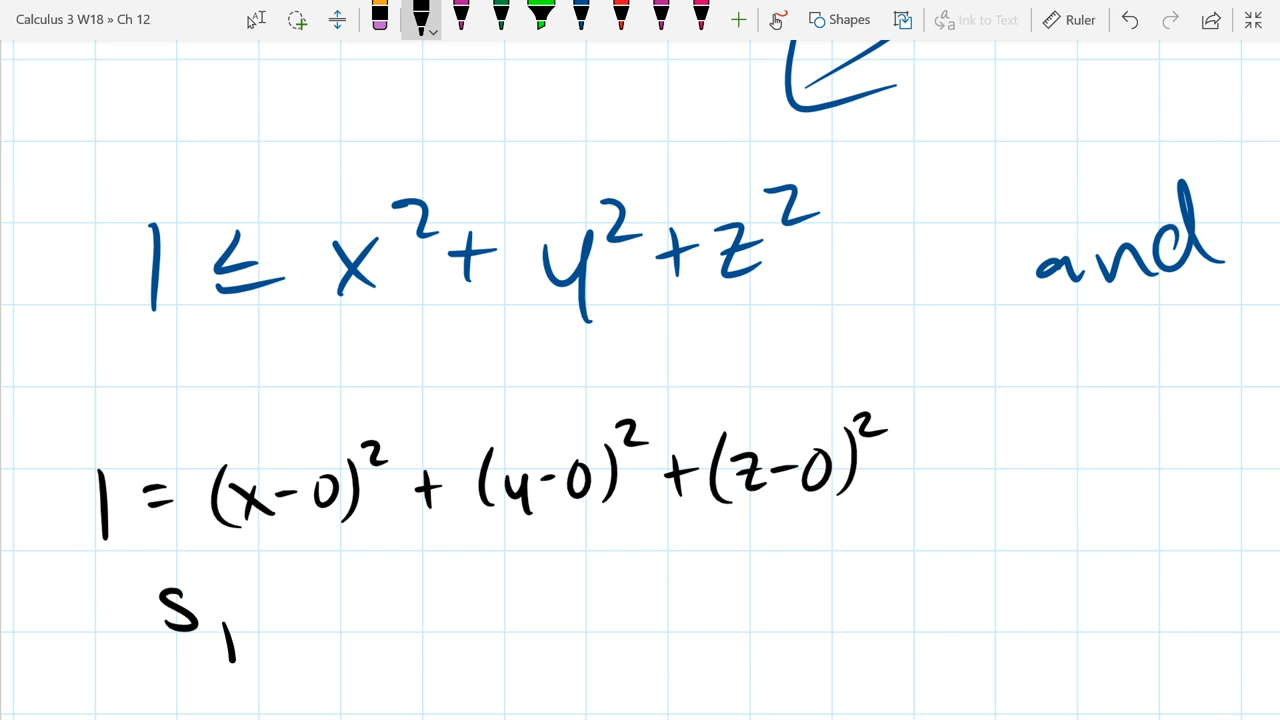 Calculus 3 W18 » Ch 12
Shapes
Ink to Text
Ruler
1 ≤ x² + y² + z² and
1 = (x-0)² + (y-0)² + (z-0)²
S₁